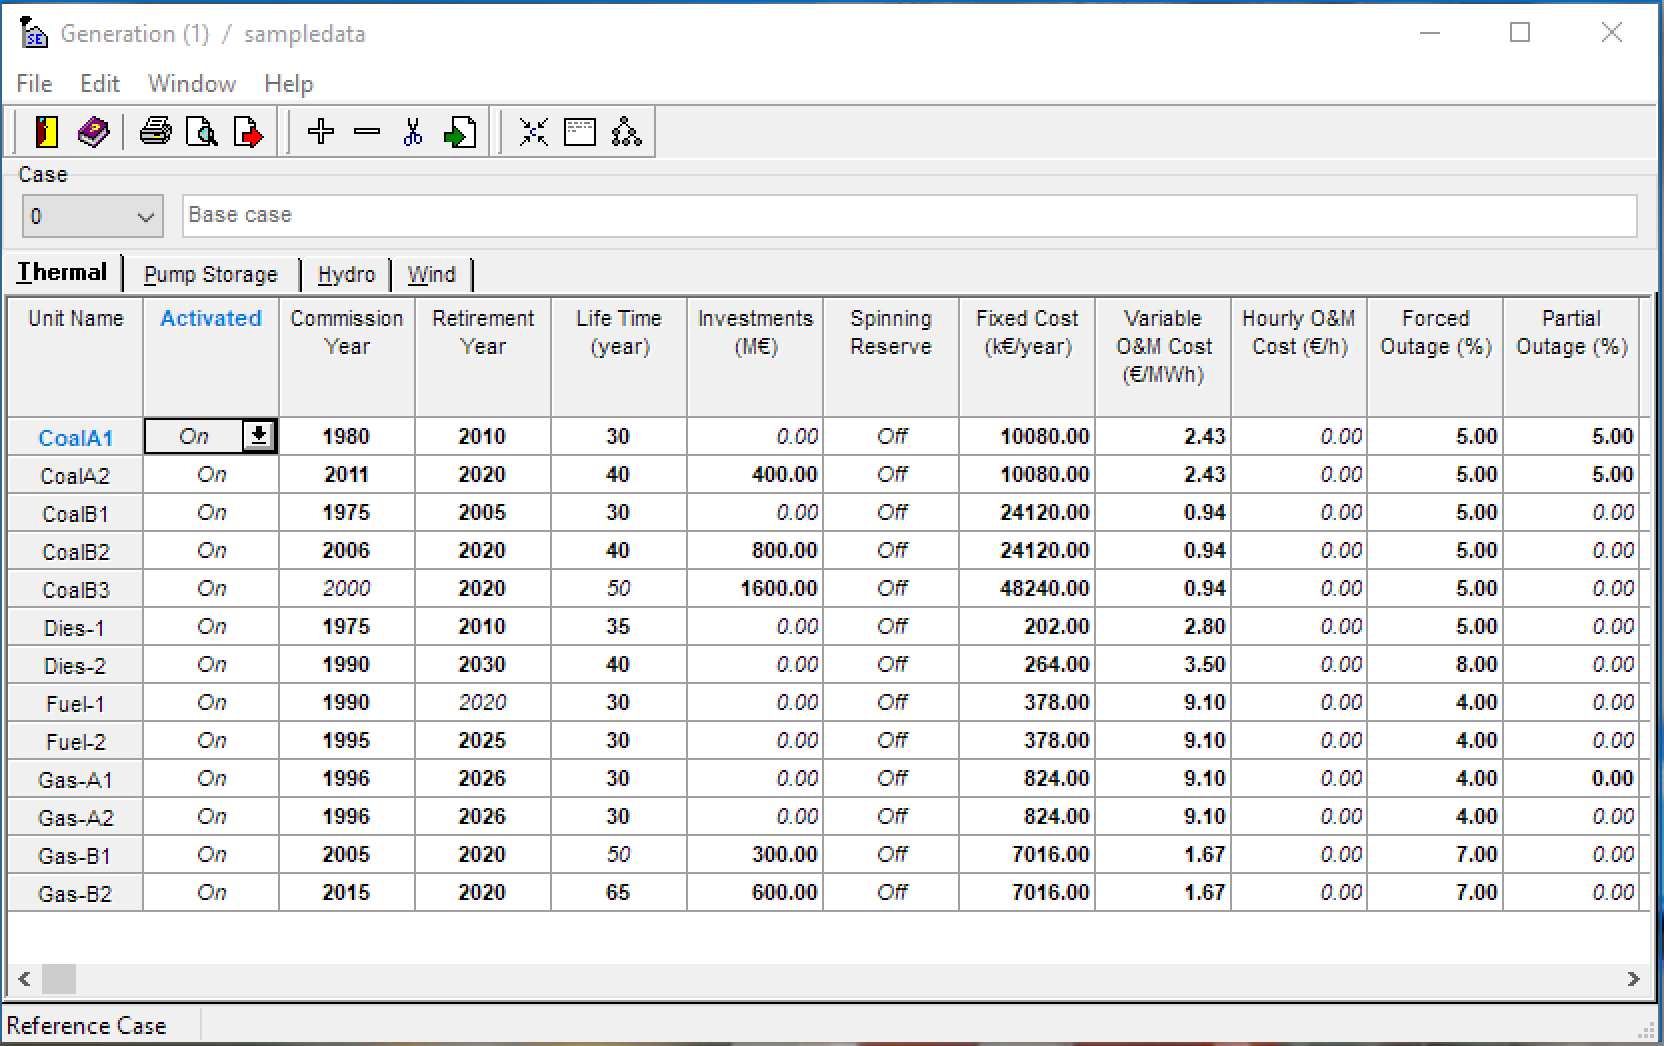 Generation (1) / sampledata
File Edit Window Help
Case
0 Base case
Thermal Pump Storage Hydro Wind
Unit Name Activated Commission Year Retirement Year Life Time (year) Investments (M€) Spinning Reserve Fixed Cost (k€/year) Variable O&M Cost (€/MWh) Hourly O&M Cost (€/h) Forced Outage (%) Partial Outage (%)
CoalA1 On 1980 2010 30 0.00 Off 10080.00 2.43 0.00 5.00 5.00
CoalA2 On 2011 2020 40 400.00 Off 10080.00 2.43 0.00 5.00 5.00
CoalB1 On 1975 2005 30 0.00 Off 24120.00 0.94 0.00 5.00 0.00
CoalB2 On 2006 2020 40 800.00 Off 24120.00 0.94 0.00 5.00 0.00
CoalB3 On 2000 2020 50 1600.00 Off 48240.00 0.94 0.00 5.00 0.00
Dies-1 On 1975 2010 35 0.00 Off 202.00 2.80 0.00 5.00 0.00
Dies-2 On 1990 2030 40 0.00 Off 264.00 3.50 0.00 8.00 0.00
Fuel-1 On 1990 2020 30 0.00 Off 378.00 9.10 0.00 4.00 0.00
Fuel-2 On 1995 2025 30 0.00 Off 378.00 9.10 0.00 4.00 0.00
Gas-A1 On 1996 2026 30 0.00 Off 824.00 9.10 0.00 4.00 0.00
Gas-A2 On 1996 2026 30 0.00 Off 824.00 9.10 0.00 4.00 0.00
Gas-B1 On 2005 2020 50 300.00 Off 7016.00 1.67 0.00 7.00 0.00
Gas-B2 On 2015 2020 65 600.00 Off 7016.00 1.67 0.00 7.00 0.00
Reference Case